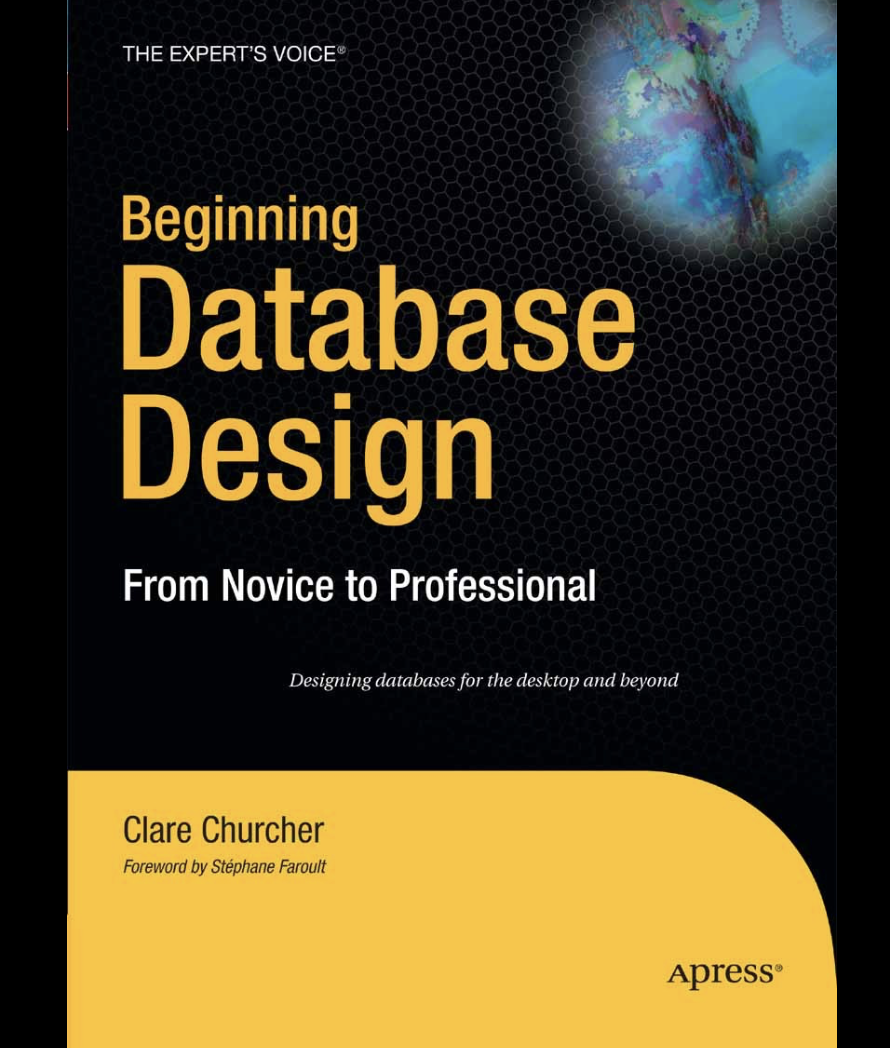 THE EXPERT'S VOICE®
Beginning
Database
Design
From Novice to Professional
Designing databases for the desktop and beyond
Clare Churcher
Foreword by Stéphane Faroult
Apress®